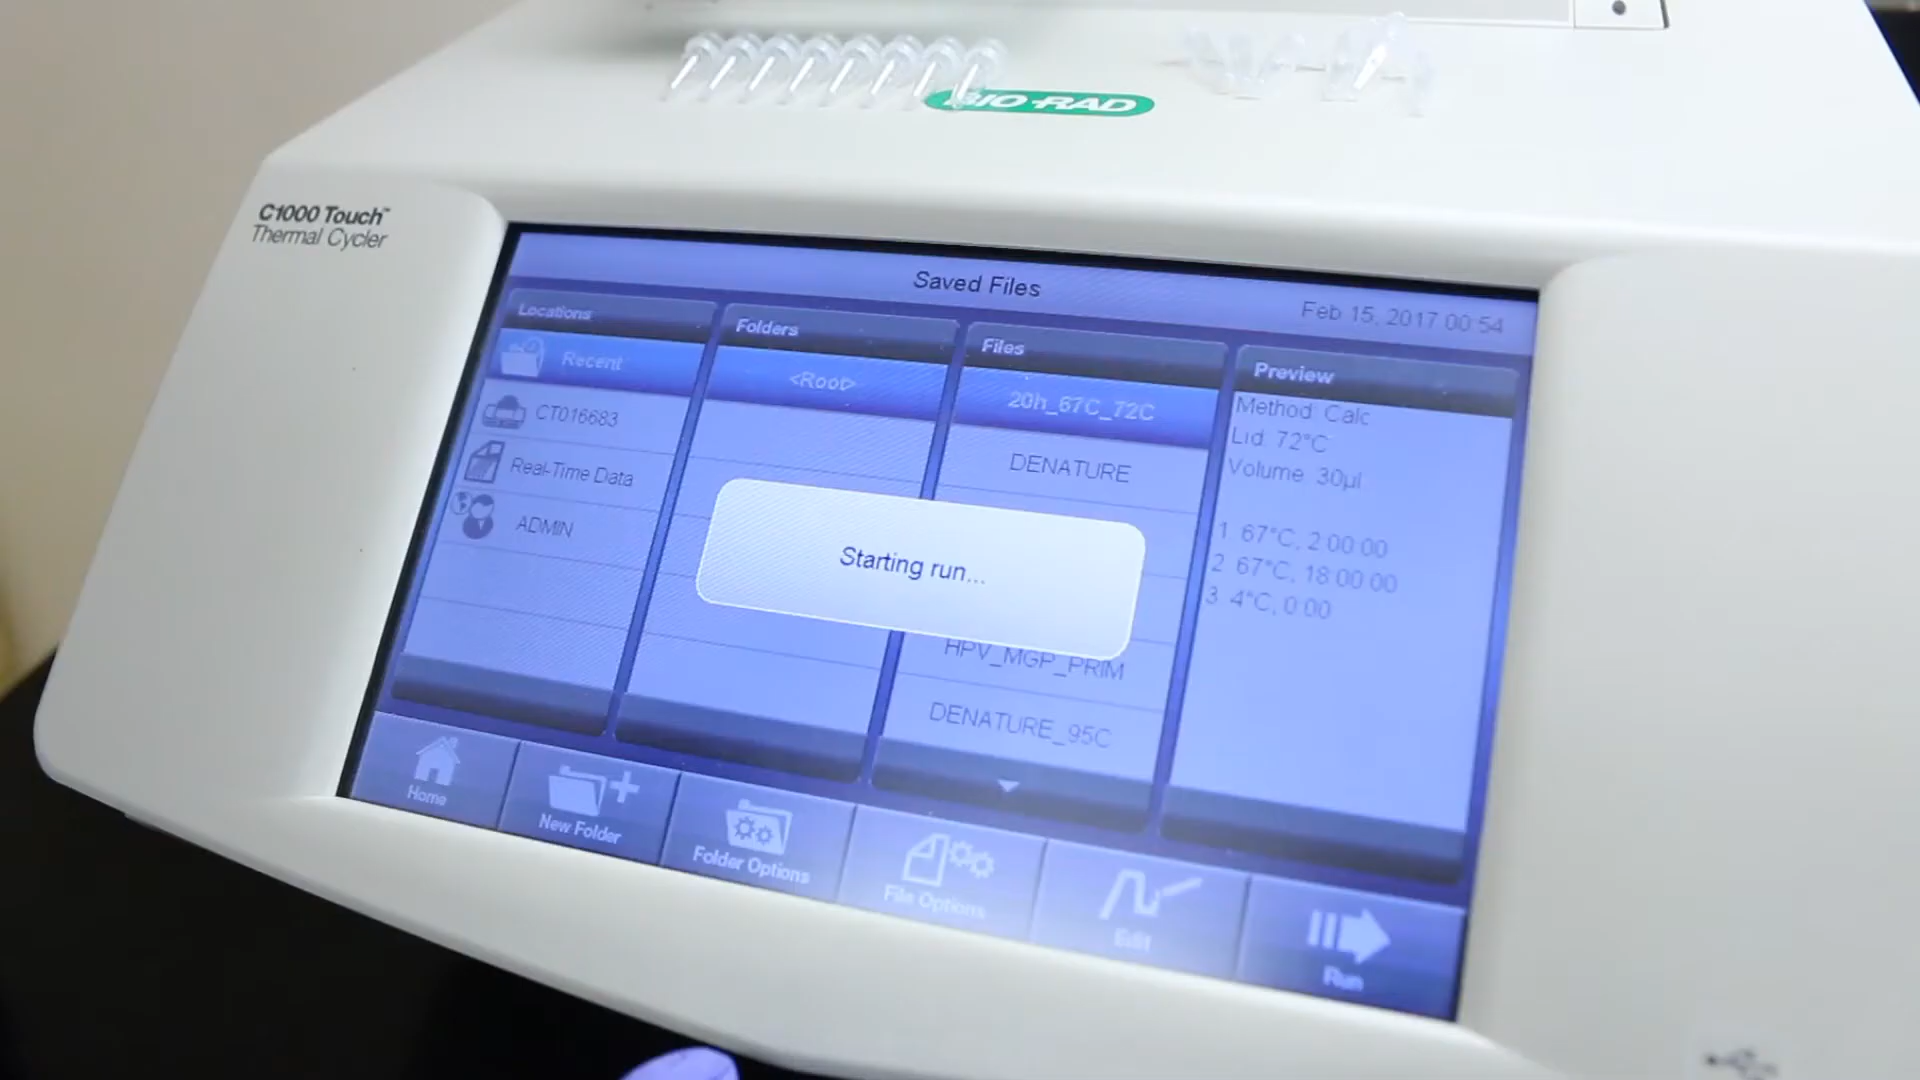 BIO-RAD
C1000 Touch™
Thermal Cycler
Saved Files
Feb 15, 2017 00:54
Locations
Recent
CT016683
Real-Time Data
ADMIN
Folders
<Root>
Files
20h_67C_72C
DENATURE
HPV_MGP_PRIM
DENATURE_95C
Preview
Method: Calc
Lid: 72°C
Volume: 30µl
1. 67°C, 2:00:00
2. 67°C, 18:00:00
3. 4°C, 0:00
Starting run...
Home
New Folder
Folder Options
File Options
Edit
Run